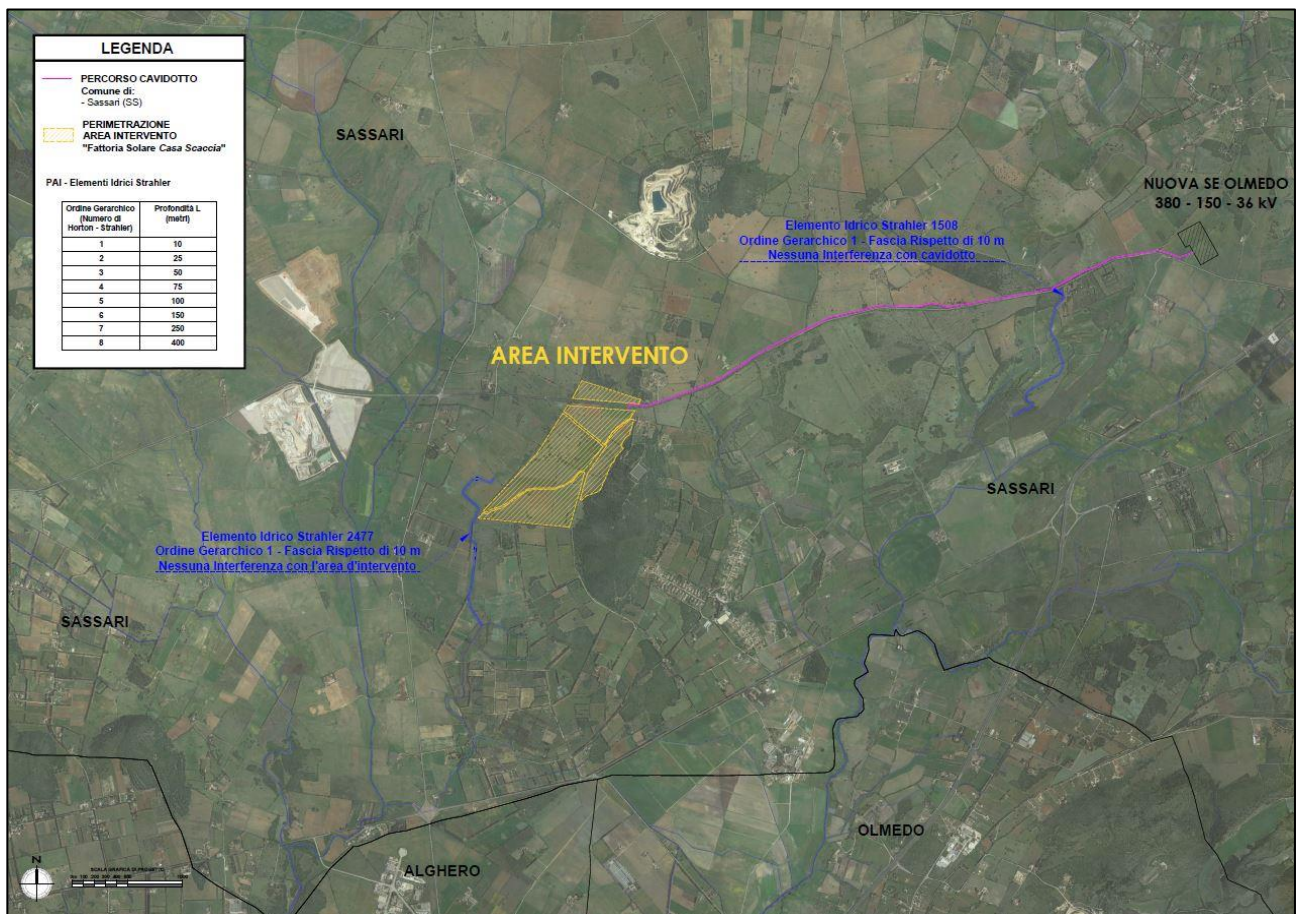 LEGENDA
PERCORSO CAVIDOTTO
Comune di:
- Sassari (SS)
PERIMETRAZIONE
AREA INTERVENTO
"Fattoria Solare Casa Scaccia"
PAI - Elementi Idrici Strahler
Ordine Gerarchico (Numero di Horton - Strahler) Profondità L (metri)
1 10
2 25
3 50
4 75
5 100
6 150
7 250
8 400
SASSARI
NUOVA SE OLMEDO
380 - 150 - 36 kV
Elemento Idrico Strahler 1508
Ordine Gerarchico 1 - Fascia Rispetto di 10 m
Nessuna Interferenza con cavidotto
AREA INTERVENTO
SASSARI
Elemento Idrico Strahler 2477
Ordine Gerarchico 1 - Fascia Rispetto di 10 m
Nessuna Interferenza con l'area d'intervento
SASSARI
OLMEDO
ALGHERO
N